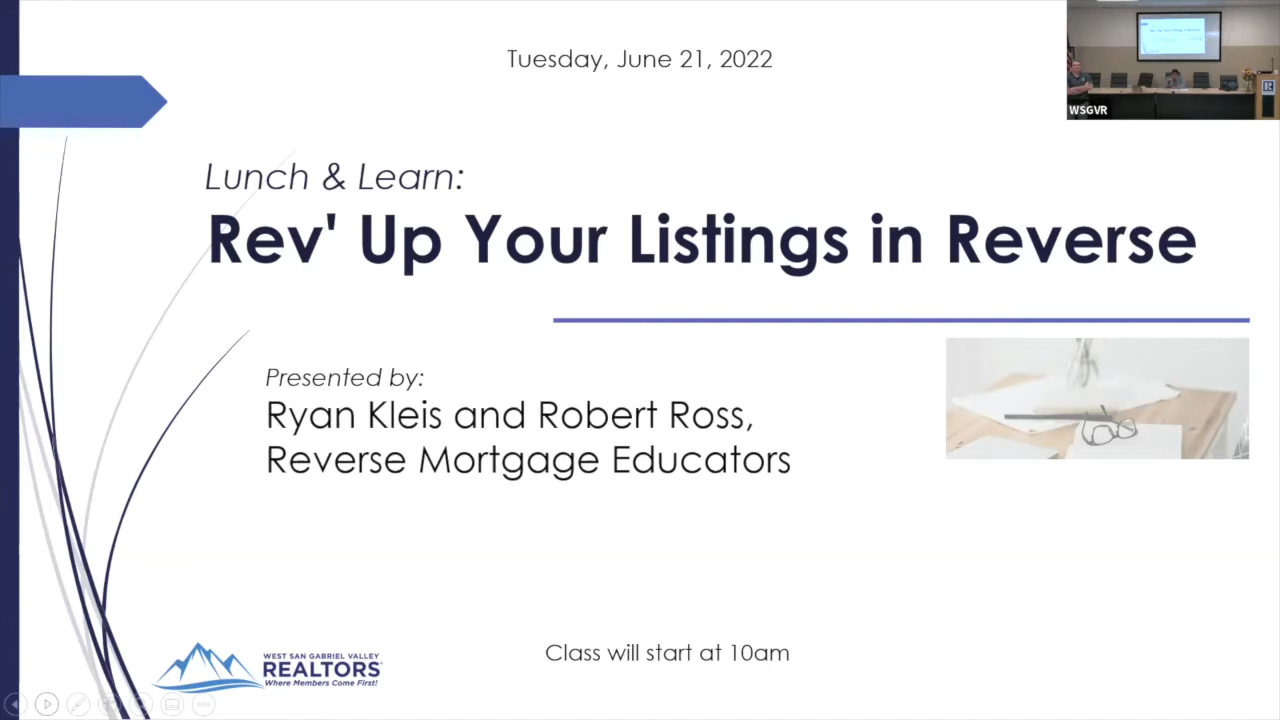 Tuesday, June 21, 2022
WSGVR
Lunch & Learn:
Rev' Up Your Listings in Reverse
Presented by:
Ryan Kleis and Robert Ross,
Reverse Mortgage Educators
WEST SAN GABRIEL VALLEY
REALTORS®
Where Members Come First!
Class will start at 10am